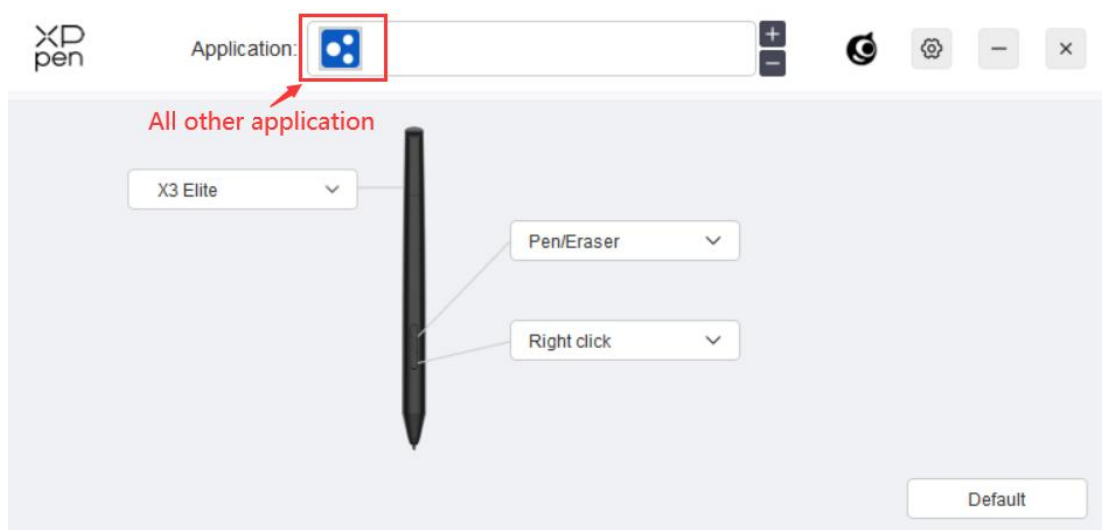 XP
pen
Application:
All other application
X3 Elite
Pen/Eraser
Right click
Default